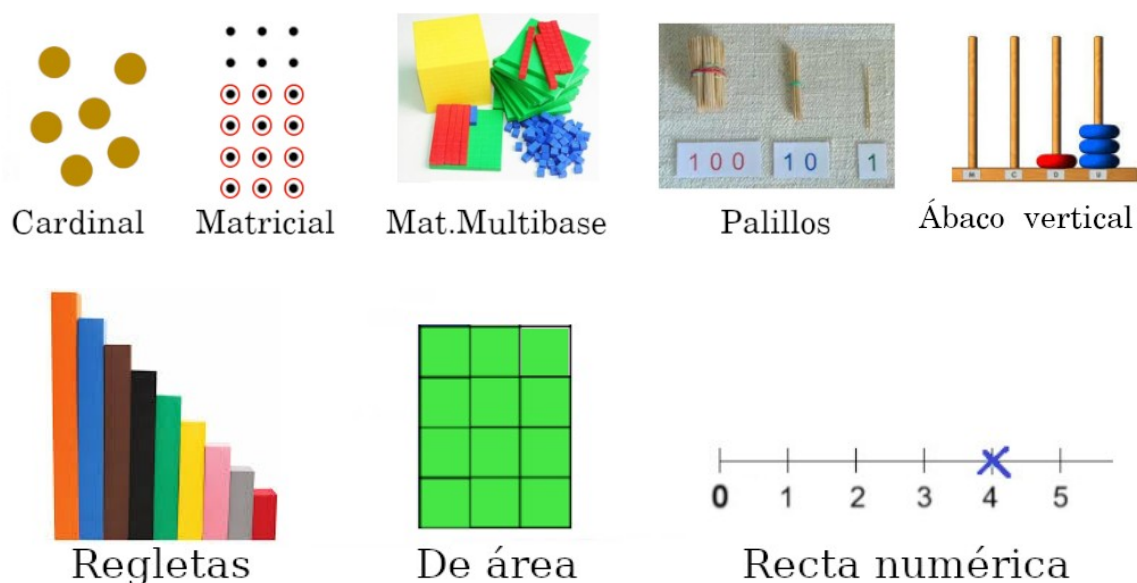 100 10 1
M C D U
Cardinal Matricial Mat.Multibase Palillos Ábaco vertical
0 1 2 3 4 5
Regletas De área Recta numérica